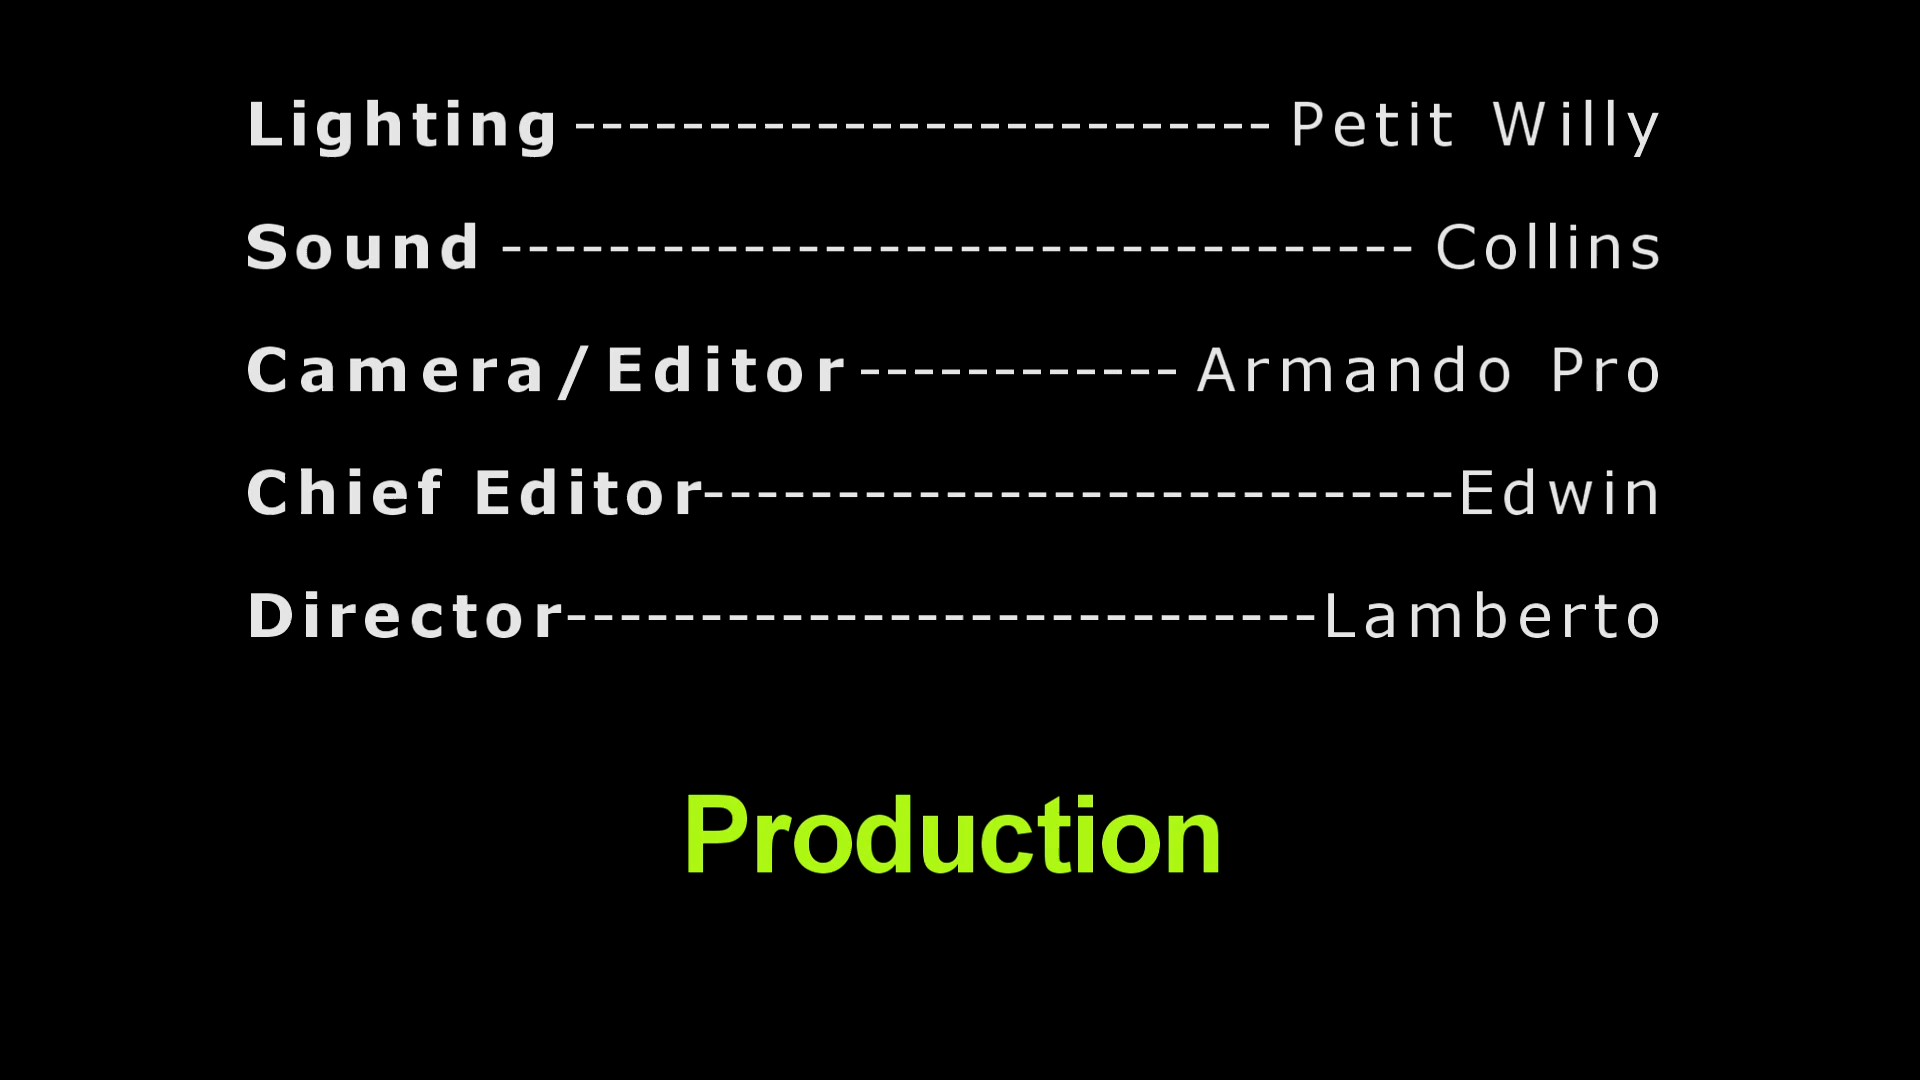 Lighting -------------------------- Petit Willy
Sound ---------------------------------- Collins
Camera/Editor ------------ Armando Pro
Chief Editor----------------------------Edwin
Director----------------------------Lamberto
Production